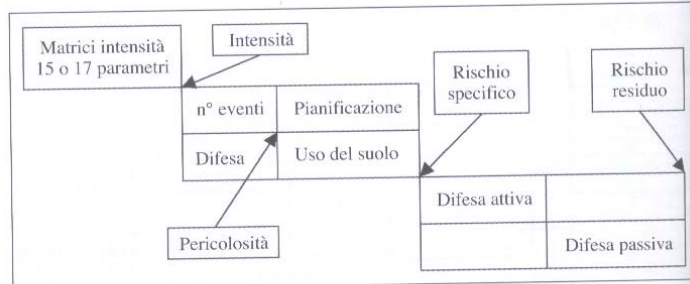 Matrici intensità
15 o 17 parametri
Intensità
Rischio
specifico
Rischio
residuo
n° eventi
Pianificazione
Difesa
Uso del suolo
Difesa attiva
Pericolosità
Difesa passiva